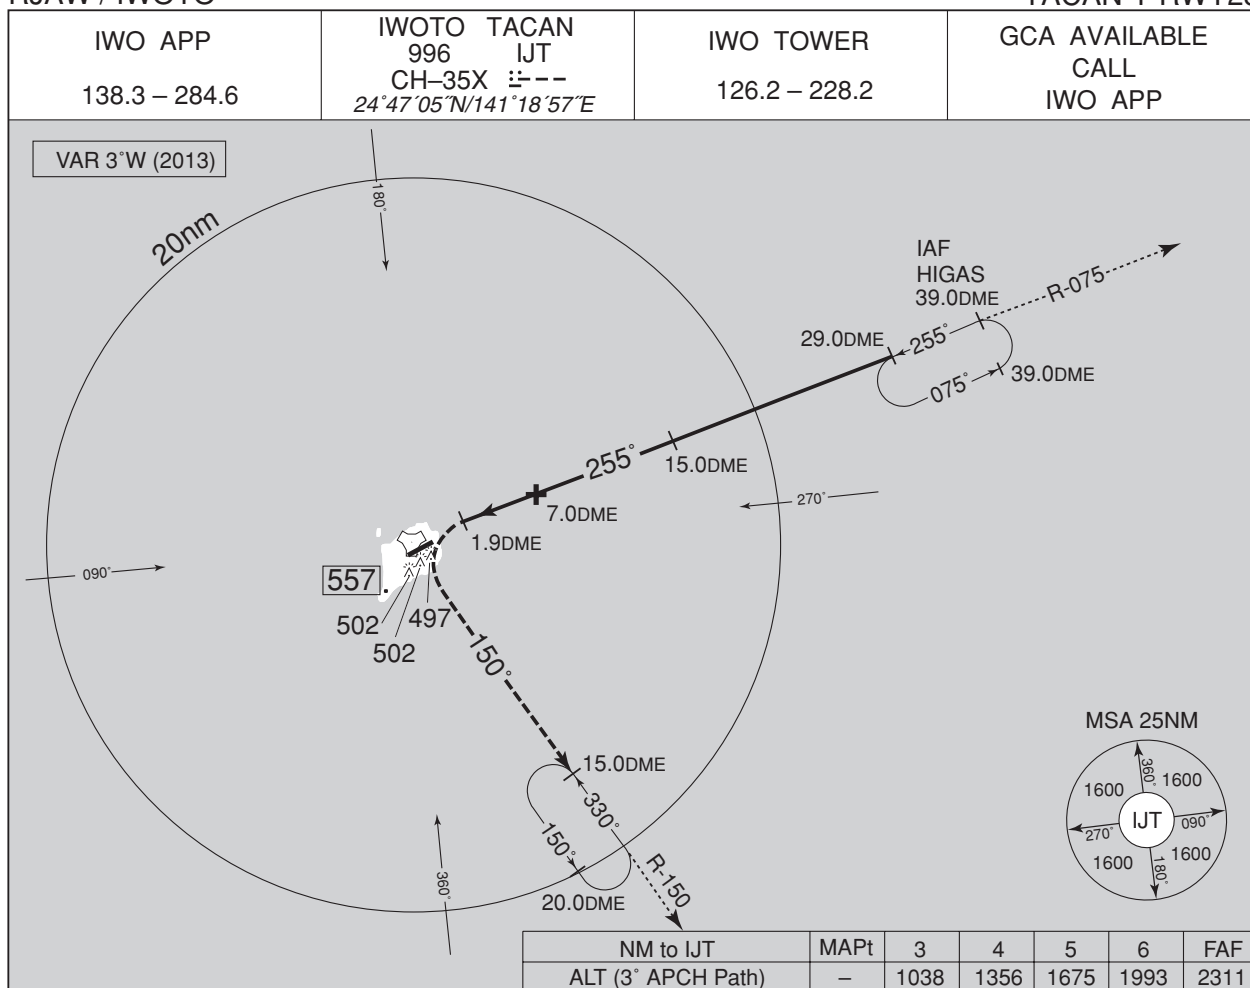 RJAW / IWOTO
IWO APP
138.3 – 284.6
IWOTO TACAN
996 IJT
CH–35X
24°47´05˝N/141°18´57˝E
IWO TOWER
126.2 – 228.2
GCA AVAILABLE
CALL
IWO APP
VAR 3°W (2013)
180°
20nm
IAF
HIGAS
39.0DME
R-075
29.0DME
255°
075°
39.0DME
255°
15.0DME
270°
7.0DME
1.9DME
090°
557
502
497
502
150°
15.0DME
330°
150°
R-150
20.0DME
360°
MSA 25NM
360°
1600
1600
IJT
270°
090°
1600
1600
180°
NM to IJT MAPt 3 4 5 6 FAF
ALT (3° APCH Path) – 1038 1356 1675 1993 2311